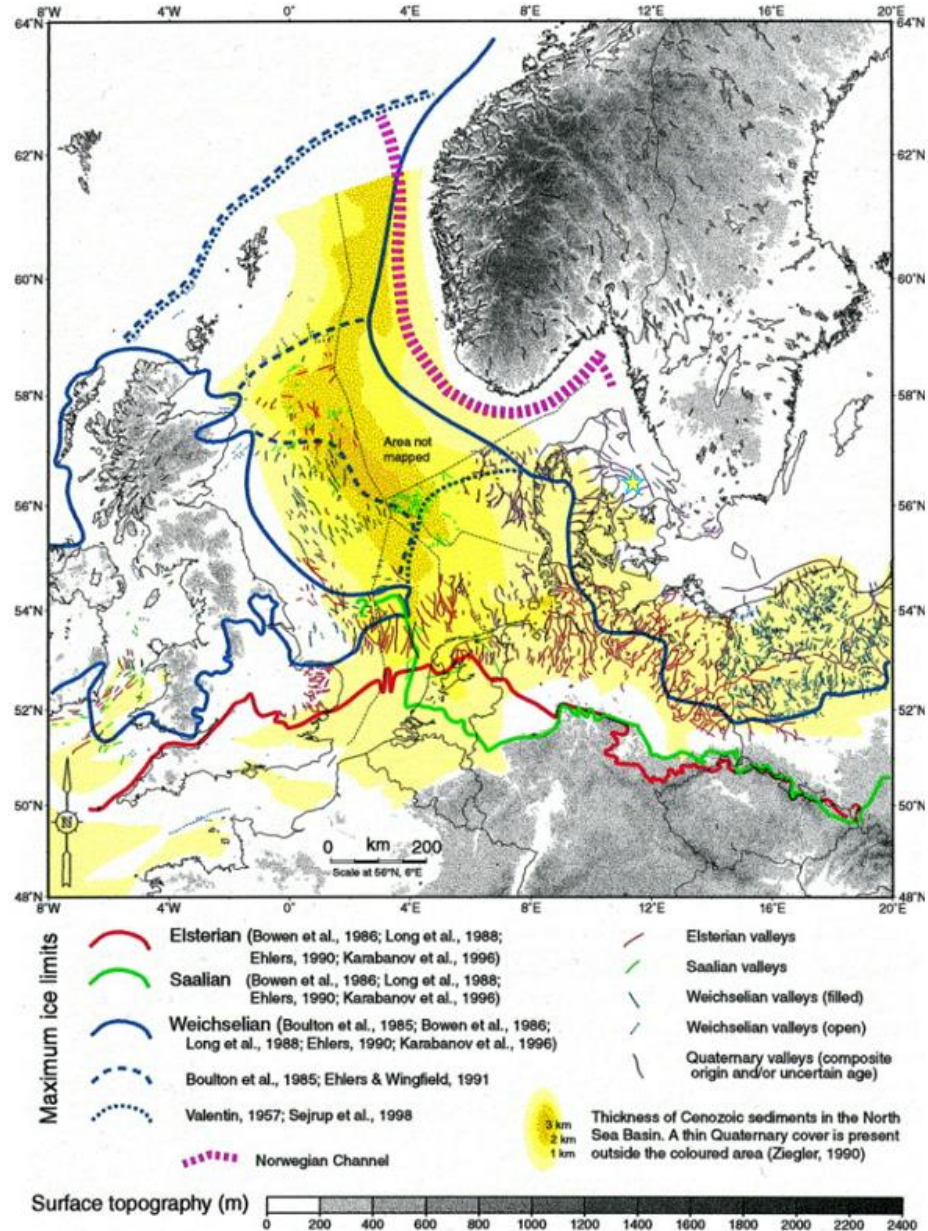 8°W 4°W 0° 4°E 8°E 12°E 16°E 20°E
64°N 64°N
62°N 62°N
60°N 60°N
58°N 58°N
Area not
mapped
56°N 56°N
54°N 54°N
?
52°N 52°N
50°N 50°N
N
0 km 200
Scale at 56°N, 6°E
48°N 48°N
8°W 4°W 0° 4°E 8°E 12°E 16°E 20°E
Maximum ice limits
Elsterian (Bowen et al., 1986; Long et al., 1988;
Ehlers, 1990; Karabanov et al., 1996)
Saalian (Bowen et al., 1986; Long et al., 1988;
Ehlers, 1990; Karabanov et al., 1996)
Weichselian (Boulton et al., 1985; Bowen et al., 1986;
Long et al., 1988; Ehlers, 1990; Karabanov et al., 1996)
Boulton et al., 1985; Ehlers & Wingfield, 1991
Valentin, 1957; Sejrup et al., 1998
Norwegian Channel
Elsterian valleys
Saalian valleys
Weichselian valleys (filled)
Weichselian valleys (open)
Quaternary valleys (composite
origin and/or uncertain age)
3 km
2 km
1 km
Thickness of Cenozoic sediments in the North
Sea Basin. A thin Quaternary cover is present
outside the coloured area (Ziegler, 1990)
Surface topography (m)
0 200 400 600 800 1000 1200 1400 1600 1800 2000 2200 2400